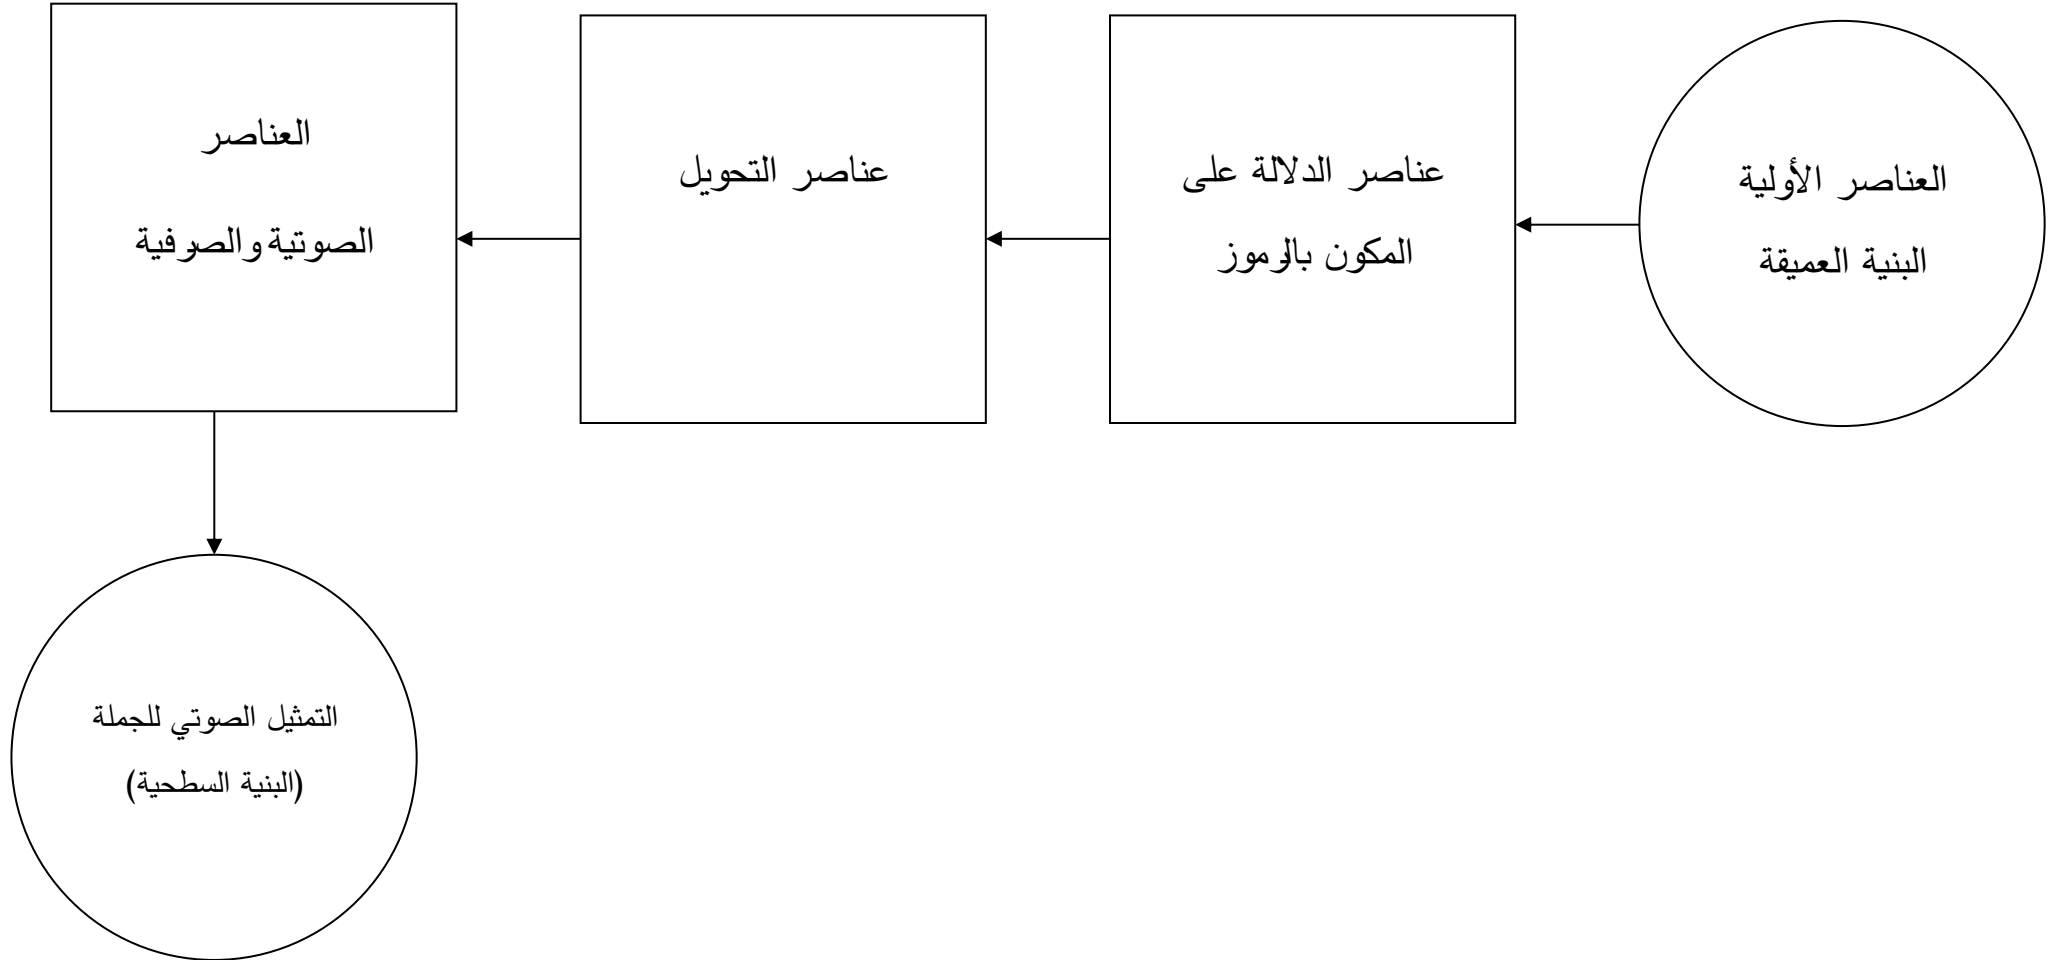 العناصر الأولية
البنية العميقة
عناصر الدلالة على
المكون بالرموز
عناصر التحويل
العناصر
الصوتية والصرفية
التمثيل الصوتي للجملة
(البنية السطحية)